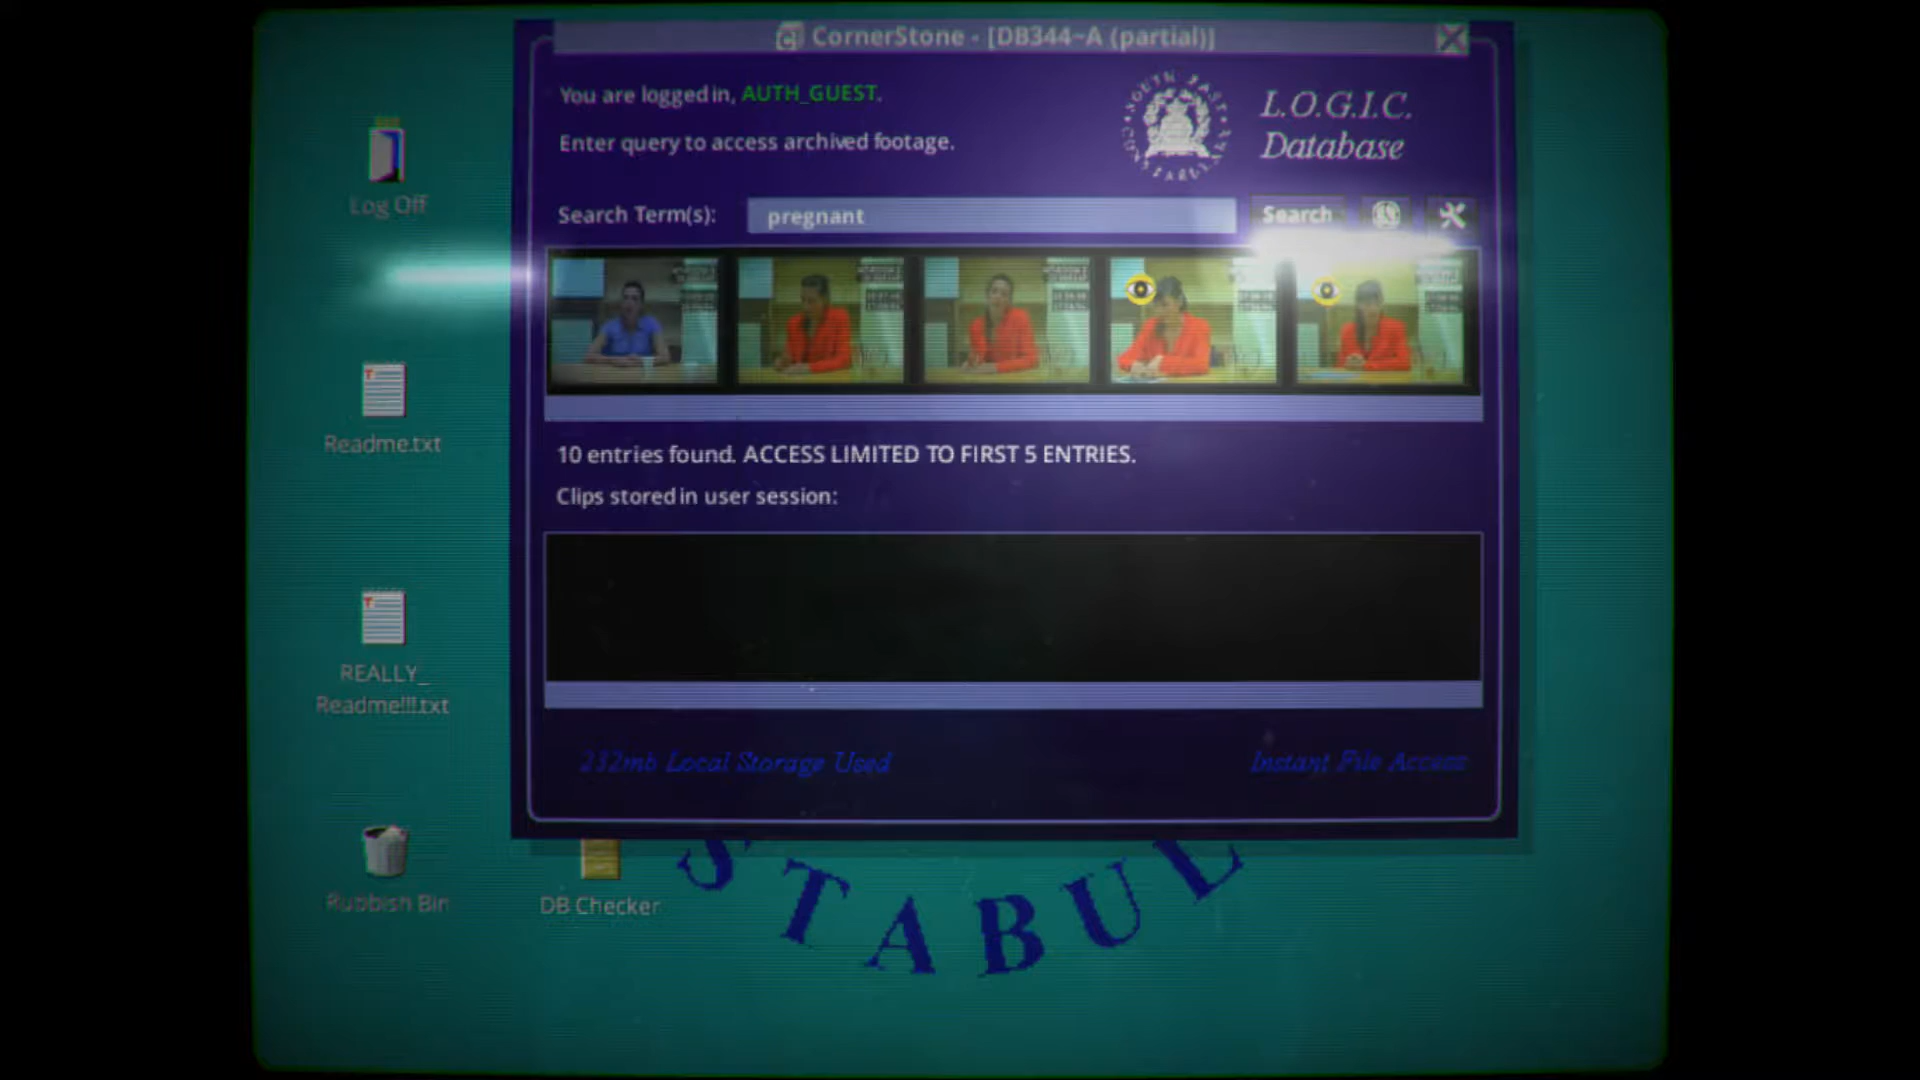 CornerStone - [DB344~A (partial)]
You are logged in, AUTH_GUEST.
Enter query to access archived footage.
L.O.G.I.C.
Database
Search Term(s):
pregnant
Search
10 entries found. ACCESS LIMITED TO FIRST 5 ENTRIES.
Clips stored in user session:
232mb Local Storage Used
Instant File Access
Log Off
Readme.txt
REALLY_
Readme!!!.txt
Rubbish Bin
DB Checker
STABUL